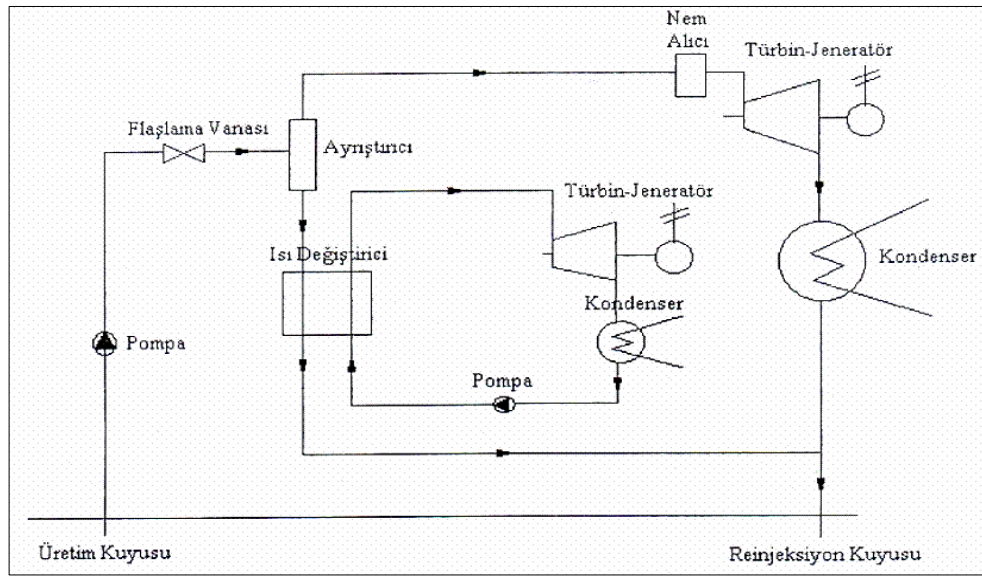 Nem
Alıcı
Türbin-Jeneratör
Flaşlama Vanası
Ayrıştırıcı
Türbin-Jeneratör
Isı Değiştirici
Kondenser
Kondenser
Pompa
Pompa
Üretim Kuyusu
Reinjeksiyon Kuyusu